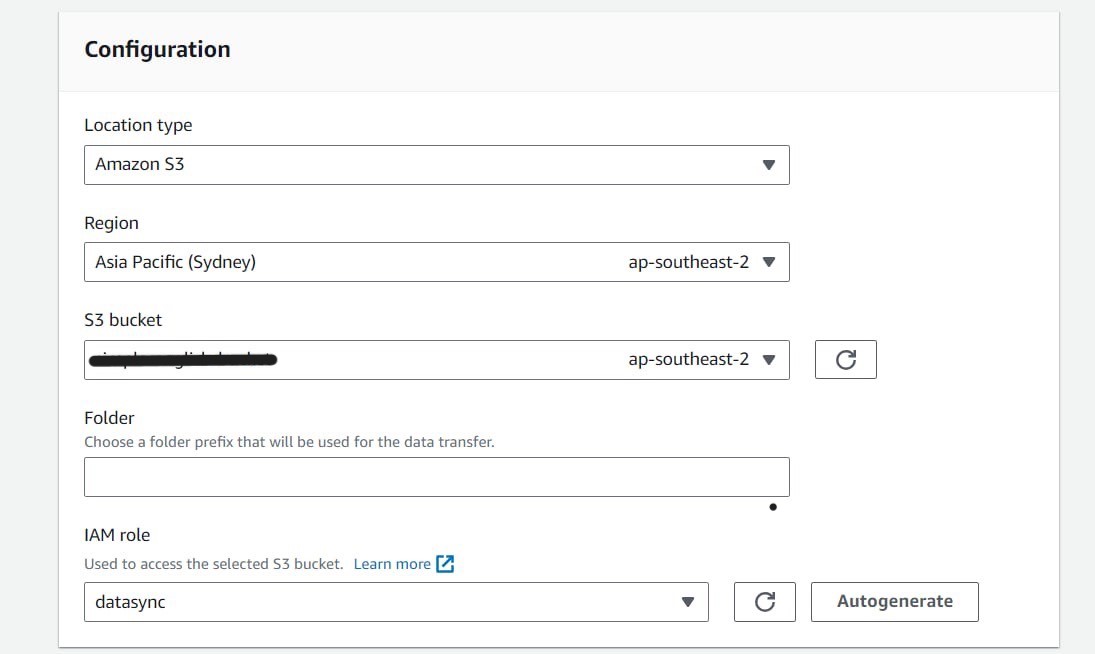 Configuration
Location type
Amazon S3
Region
Asia Pacific (Sydney) ap-southeast-2
S3 bucket
ap-southeast-2
Folder
Choose a folder prefix that will be used for the data transfer.
IAM role
Used to access the selected S3 bucket. Learn more
datasync
Autogenerate